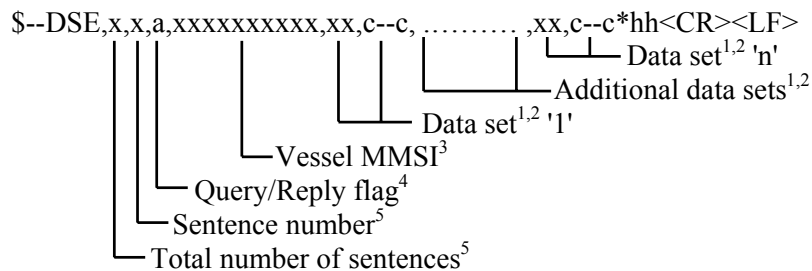 $--DSE,x,x,a,xxxxxxxxxx,xx,c--c, .......... ,xx,c--c*hh<CR><LF>
Data set1,2 'n'
Additional data sets1,2
Data set1,2 '1'
Vessel MMSI3
Query/Reply flag4
Sentence number5
Total number of sentences5